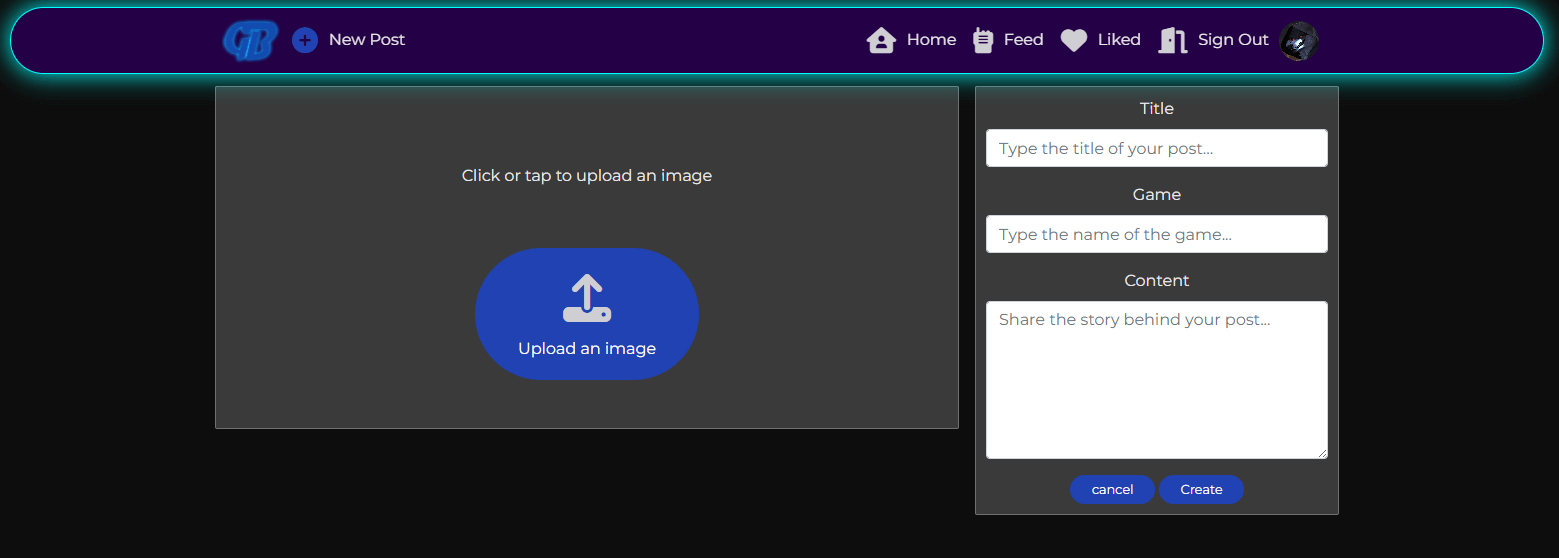 GB New Post Home Feed Liked Sign Out
Click or tap to upload an image
Upload an image
Title
Type the title of your post...
Game
Type the name of the game...
Content
Share the story behind your post...
cancel Create